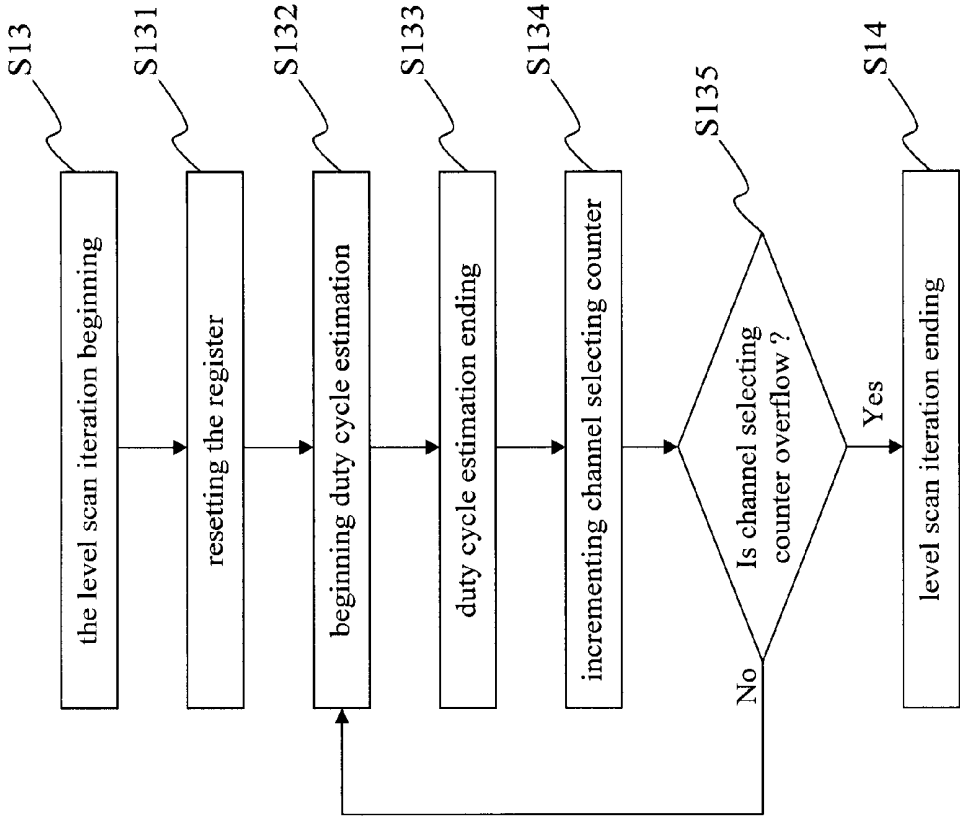 S13
the level scan iteration beginning
S131
resetting the register
S132
beginning duty cycle estimation
S133
duty cycle estimation ending
S134
incrementing channel selecting counter
S135
Is channel selecting
counter overflow ?
No
Yes
S14
level scan iteration ending